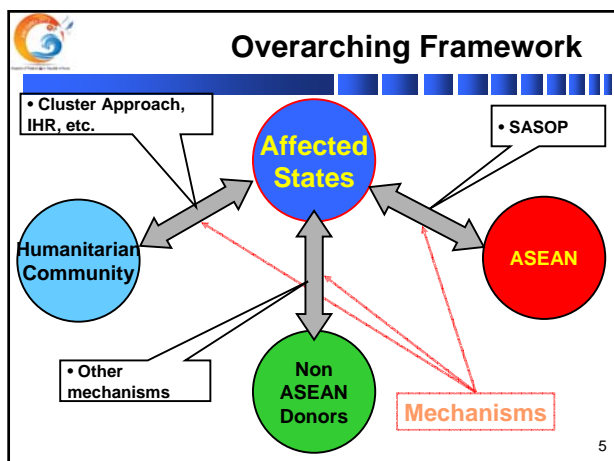 Overarching Framework
• Cluster Approach,
IHR, etc.
Affected
States
• SASOP
Humanitarian
Community
ASEAN
• Other
mechanisms
Non
ASEAN
Donors
Mechanisms
5